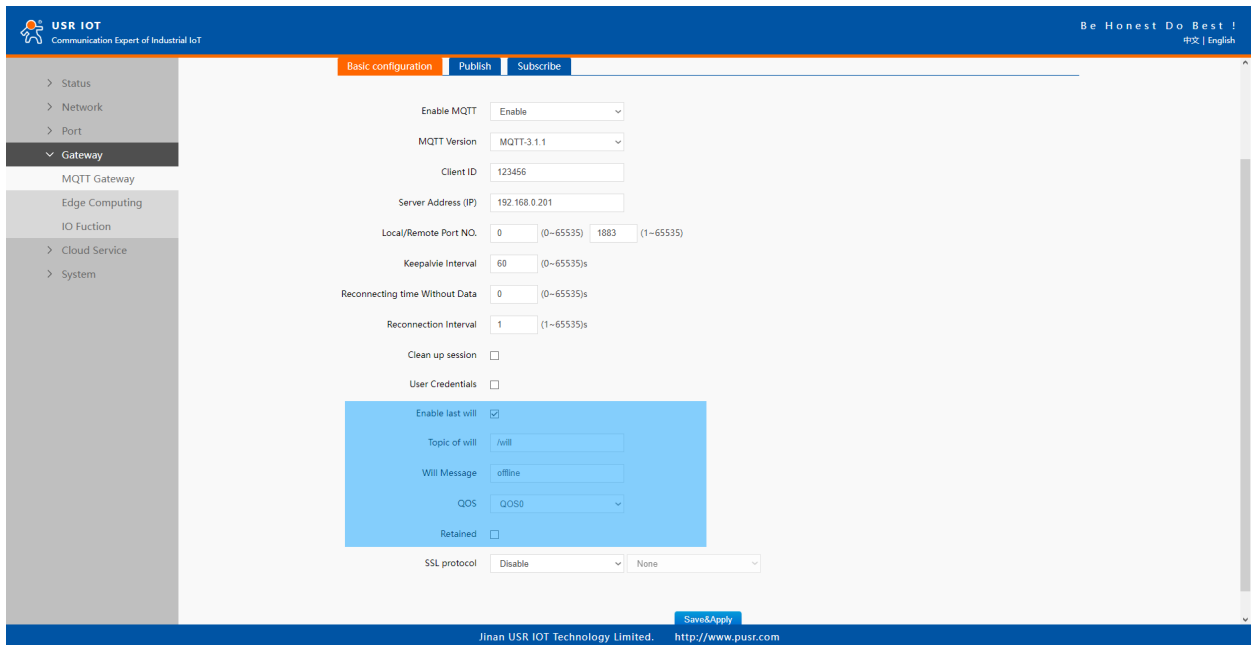 USR IOT
Communication Expert of Industrial IoT
Be Honest Do Best !
中文 | English
Status
Network
Port
Gateway
MQTT Gateway
Edge Computing
IO Fuction
Cloud Service
System
Basic configuration Publish Subscribe
Enable MQTT Enable
MQTT Version MQTT-3.1.1
Client ID 123456
Server Address (IP) 192.168.0.201
Local/Remote Port NO. 0 (0~65535) 1883 (1~65535)
Keepalvie Interval 60 (0~65535)s
Reconnecting time Without Data 0 (0~65535)s
Reconnection Interval 1 (1~65535)s
Clean up session
User Credentials
Enable last will
Topic of will /will
Will Message offline
QOS QOS0
Retained
SSL protocol Disable None
Save&Apply
Jinan USR IOT Technology Limited. http://www.pusr.com